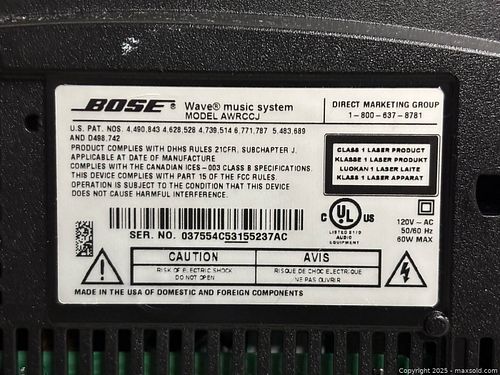 BOSE® Wave® music system
MODEL AWRCCJ
DIRECT MARKETING GROUP
1-800-637-8781
U.S. PAT. NOS. 4,490,843 4,628,528 4,739,514 6,771,787 5,483,689
AND D498,742
PRODUCT COMPLIES WITH DHHS RULES 21CFR, SUBCHAPTER J,
APPLICABLE AT DATE OF MANUFACTURE
COMPLIES WITH THE CANADIAN ICES-003 CLASS B SPECIFICATIONS.
THIS DEVICE COMPLIES WITH PART 15 OF THE FCC RULES.
OPERATION IS SUBJECT TO THE CONDITION THAT THIS DEVICE
DOES NOT CAUSE HARMFUL INTERFERENCE.
CLASS 1 LASER PRODUCT
KLASSE 1 LASER PRODUKT
LUOKAN 1 LASER LAITE
KLASS 1 LASER APPARAT
C UL® US
LISTED 811D
AUDIO
EQUIPMENT
120V ~ AC
50/60 Hz
60W MAX
SER. NO. 037554C53155237AC
CAUTION
RISK OF ELECTRIC SHOCK
DO NOT OPEN
AVIS
RISQUE DE CHOC ELECTRIQUE
NE PAS OUVRIR
MADE IN THE USA OF DOMESTIC AND FOREIGN COMPONENTS
Copyright 2025 - maxsold.com